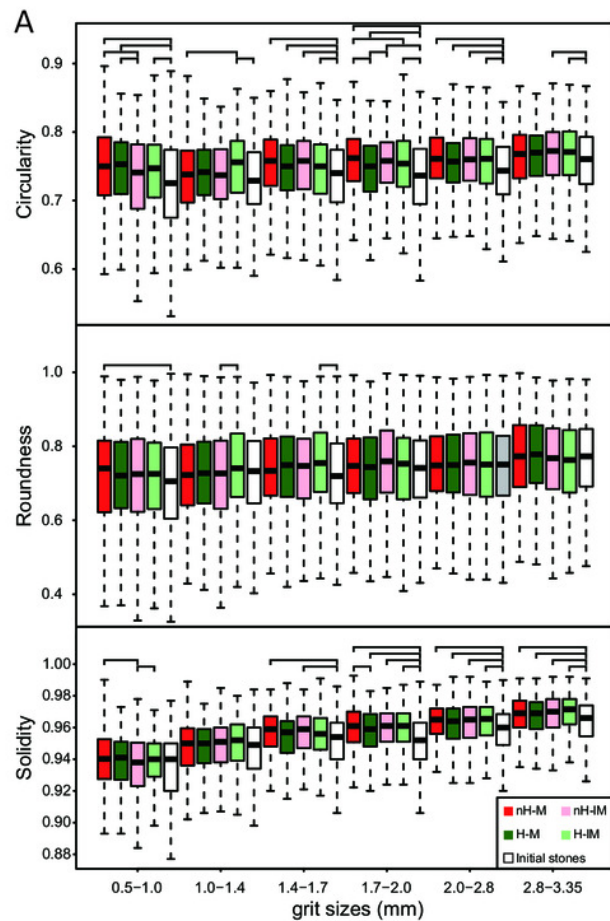 A
Circularity
0.9
0.8
0.7
0.6
Roundness
1.0
0.8
0.6
0.4
Solidity
1.00
0.98
0.96
0.94
0.92
0.90
0.88
nH-M nH-IM
H-M H-IM
Initial stones
0.5−1.0 1.0−1.4 1.4−1.7 1.7−2.0 2.0−2.8 2.8−3.35
grit sizes (mm)